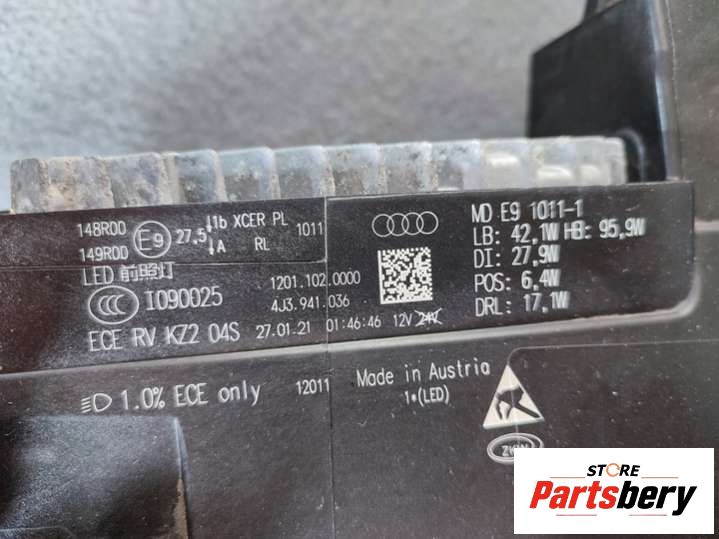 148R00
149R00
E9
27,5
1b XCER PL
A RL
1011
LED 前照灯
CCC I090025
1201.102.0000
4J3.941.036
ECE RV KZ2 04S 27.01.21 01:46:46 12V 24V
MD E9 1011-1
LB: 42,1W HB: 95,9W
DI: 27,9W
POS: 6,4W
DRL: 17,1W
1.0% ECE only 12011
Made in Austria
1•(LED)
STORE
Partsbery